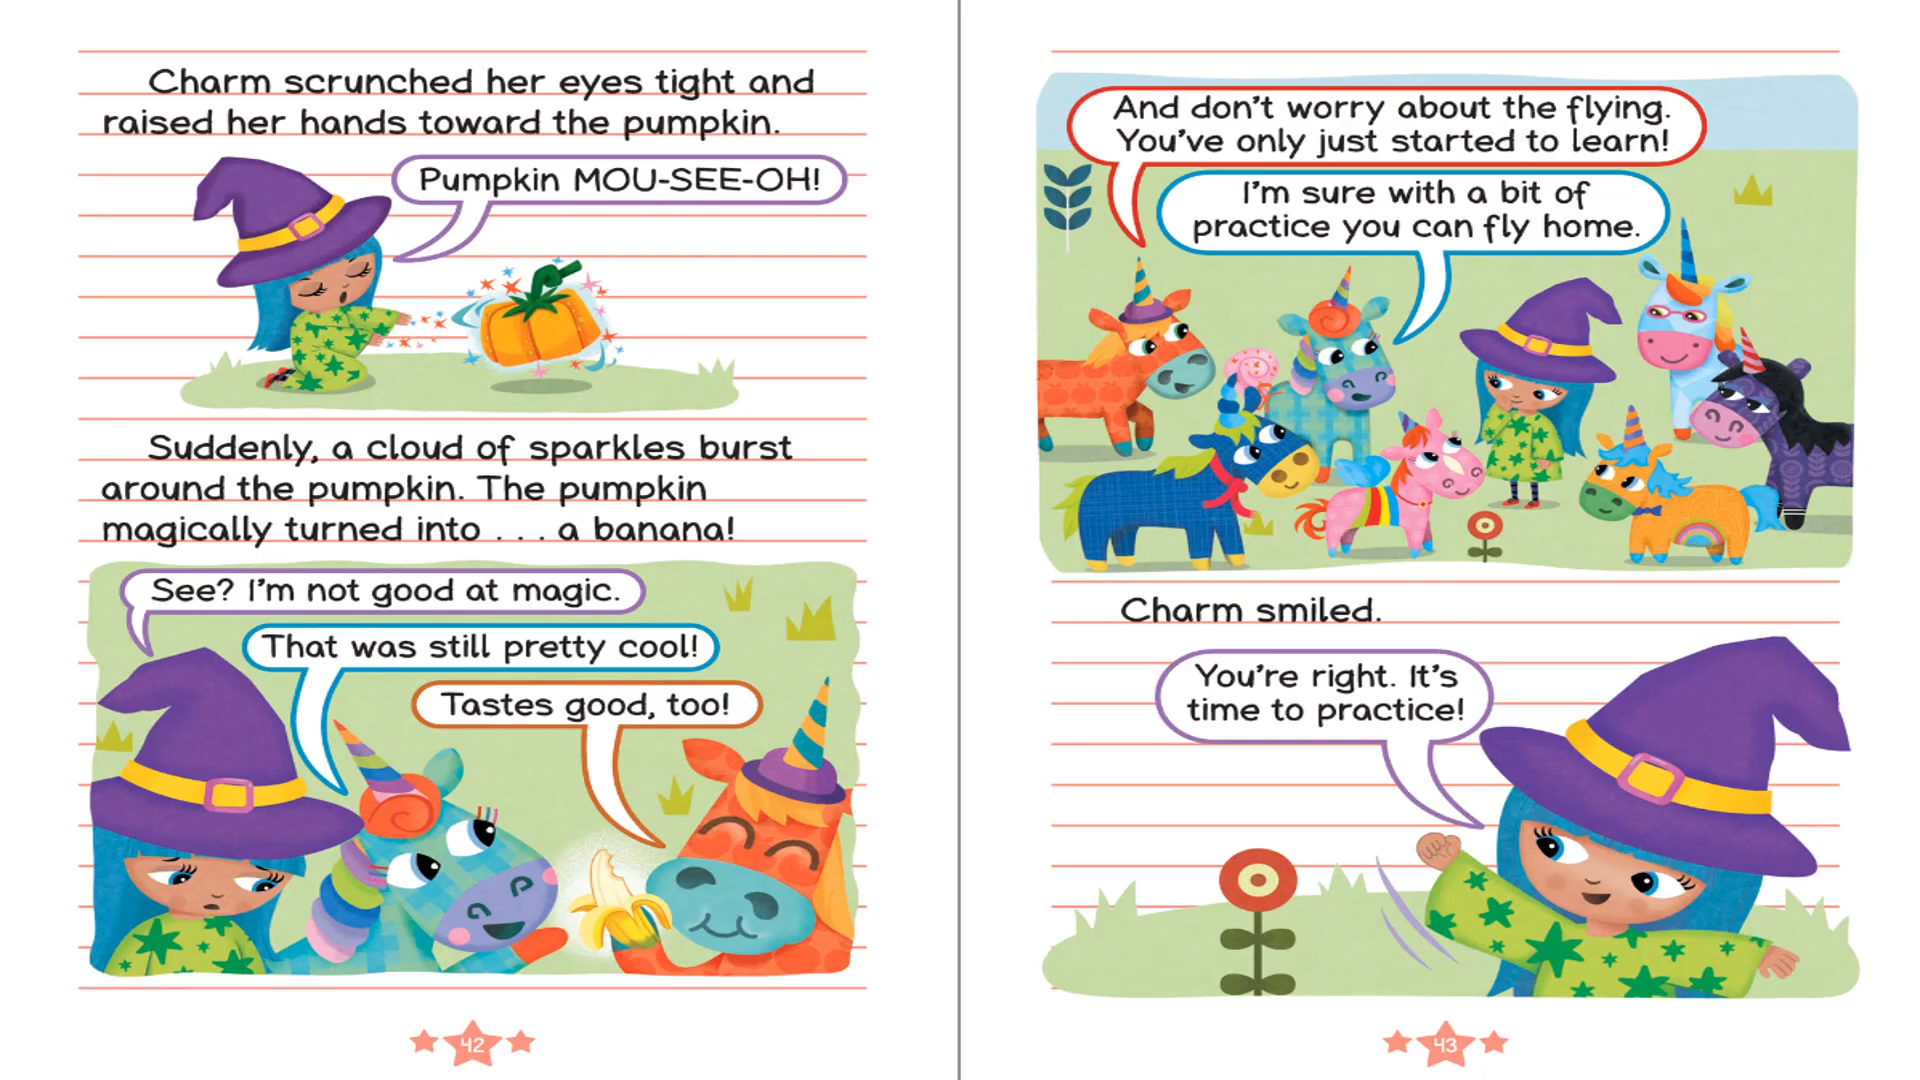 Charm scrunched her eyes tight and
raised her hands toward the pumpkin.
Pumpkin MOU-SEE-OH!
Suddenly, a cloud of sparkles burst
around the pumpkin. The pumpkin
magically turned into . . . a banana!
See? I'm not good at magic.
That was still pretty cool!
Tastes good, too!
42
And don't worry about the flying.
You've only just started to learn!
I'm sure with a bit of
practice you can fly home.
Charm smiled.
You're right. It's
time to practice!
43